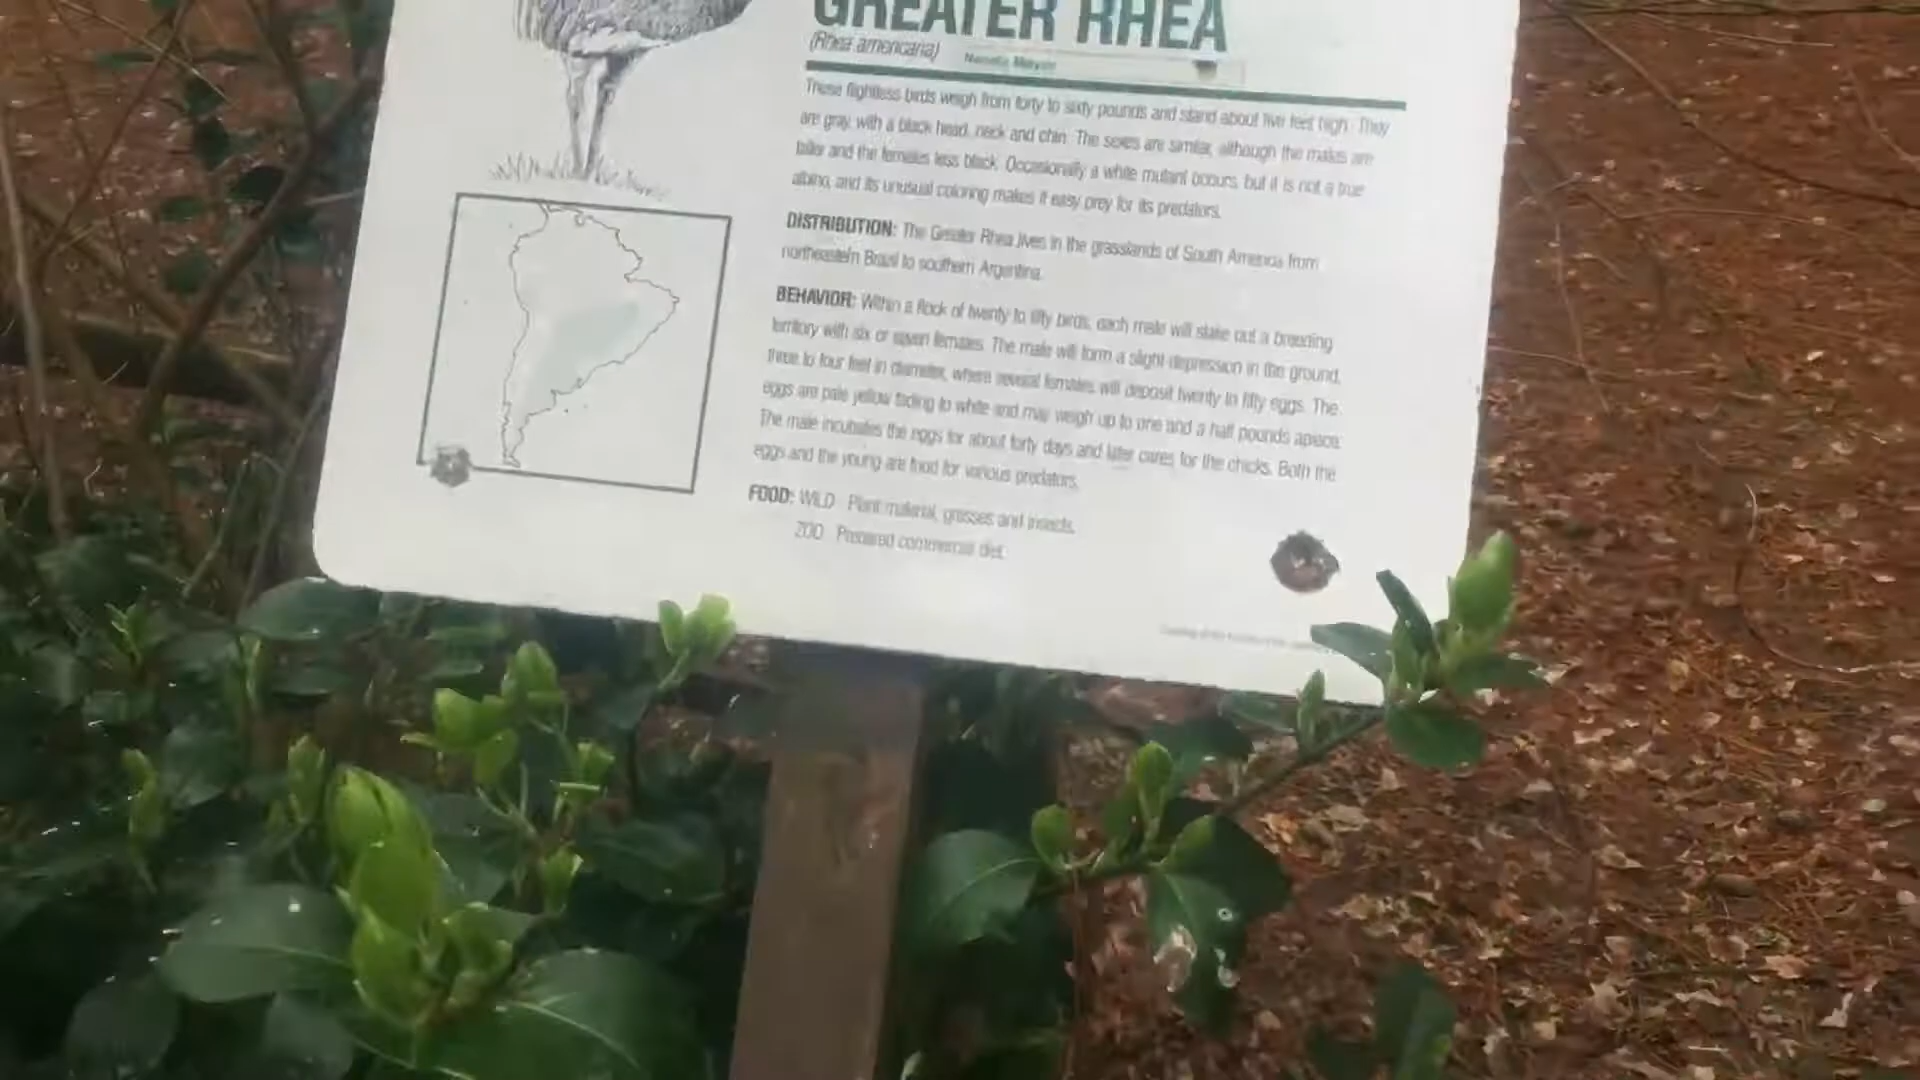 GREATER RHEA
(Rhea americana)
These flightless birds weigh from forty to sixty pounds and stand about five feet high. They
are gray, with a black head, neck and chin. The sexes are similar, although the males are
taller and the females less black. Occasionally a white mutant occurs, but it is not a true
albino, and its unusual coloring makes it easy prey for its predators.
DISTRIBUTION: The Greater Rhea lives in the grasslands of South America from
northeastern Brazil to southern Argentina.
BEHAVIOR: Within a flock of twenty to fifty birds, each male will stake out a breeding
territory with six or seven females. The male will form a slight depression in the ground,
three to four feet in diameter, where several females will deposit twenty to fifty eggs. The
eggs are pale yellow fading to white and may weigh up to one and a half pounds apiece.
The male incubates the eggs for about forty days and later cares for the chicks. Both the
eggs and the young are food for various predators.
FOOD: WILD Plant material, grasses and insects.
ZOO Prepared commercial diet.